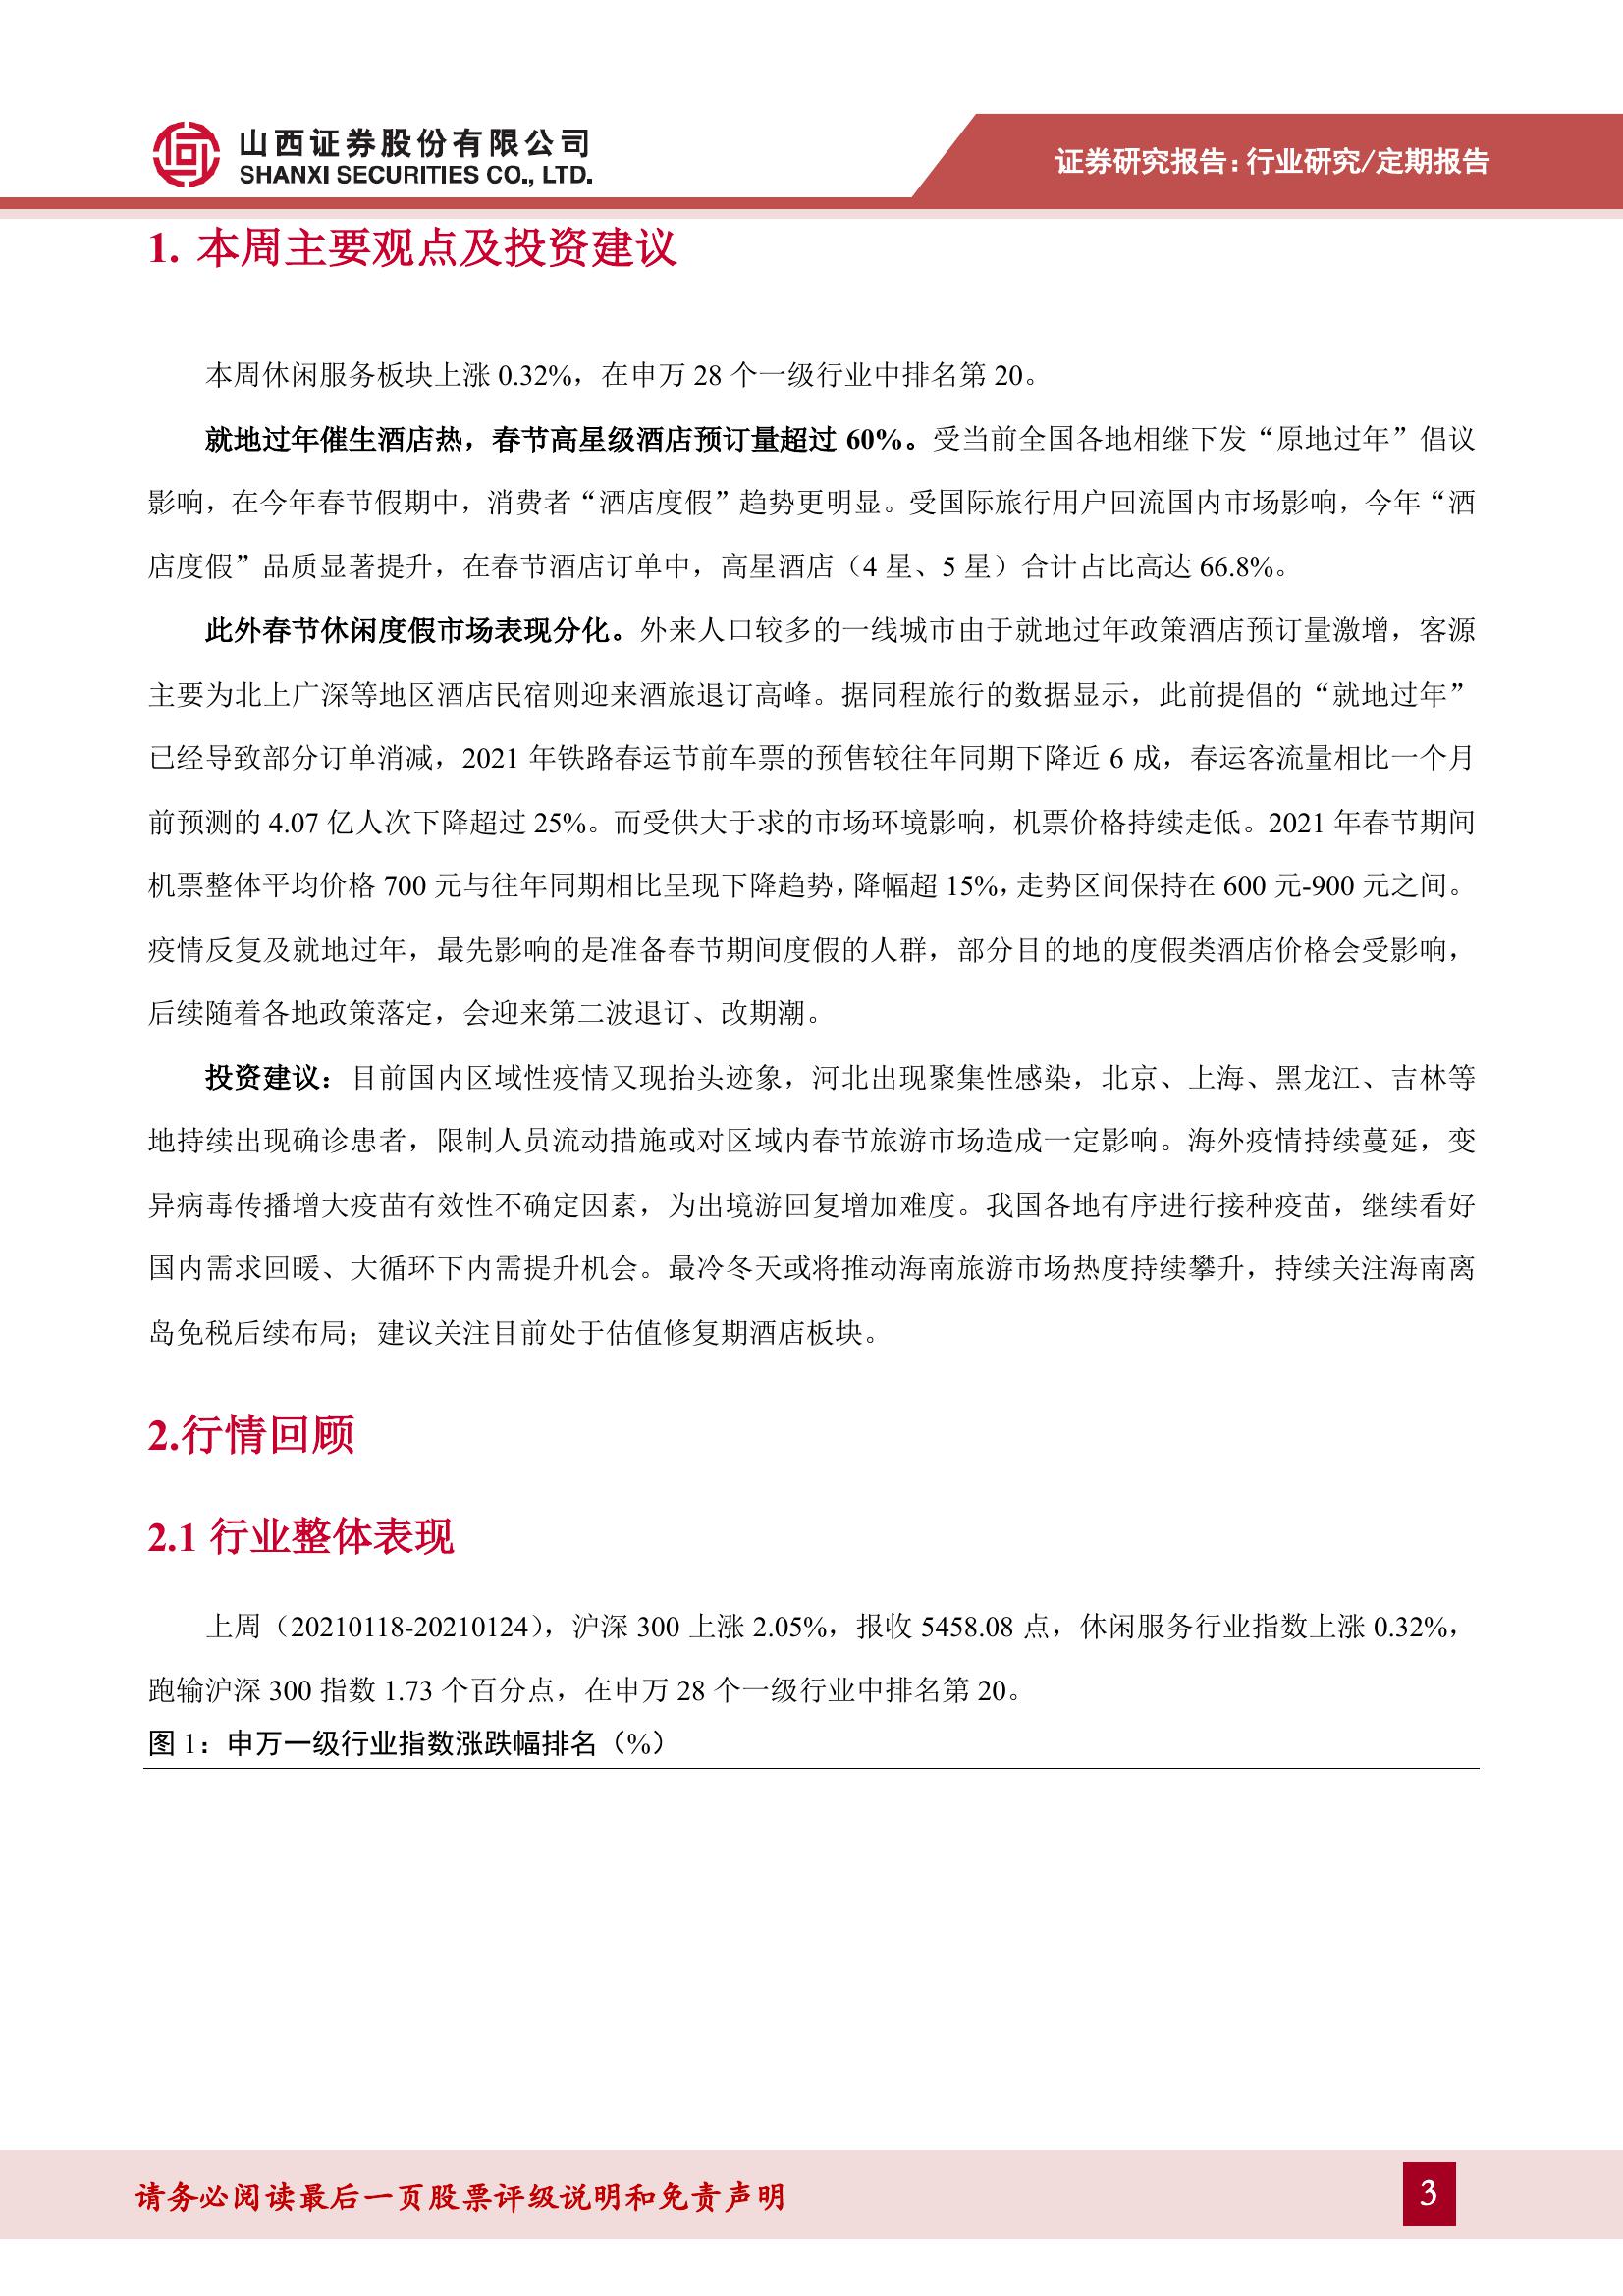 山西证券股份有限公司
SHANXI SECURITIES CO., LTD.
证券研究报告：行业研究/定期报告
1. 本周主要观点及投资建议
本周休闲服务板块上涨 0.32%，在申万 28 个一级行业中排名第 20。
就地过年催生酒店热，春节高星级酒店预订量超过 60%。受当前全国各地相继下发“原地过年”倡议
影响，在今年春节假期中，消费者“酒店度假”趋势更明显。受国际旅行用户回流国内市场影响，今年“酒
店度假”品质显著提升，在春节酒店订单中，高星酒店（4 星、5 星）合计占比高达 66.8%。
此外春节休闲度假市场表现分化。外来人口较多的一线城市由于就地过年政策酒店预订量激增，客源
主要为北上广深等地区酒店民宿则迎来酒旅退订高峰。据同程旅行的数据显示，此前提倡的“就地过年”
已经导致部分订单消减，2021 年铁路春运节前车票的预售较往年同期下降近 6 成，春运客流量相比一个月
前预测的 4.07 亿人次下降超过 25%。而受供大于求的市场环境影响，机票价格持续走低。2021 年春节期间
机票整体平均价格 700 元与往年同期相比呈现下降趋势，降幅超 15%，走势区间保持在 600 元-900 元之间。
疫情反复及就地过年，最先影响的是准备春节期间度假的人群，部分目的地的度假类酒店价格会受影响，
后续随着各地政策落定，会迎来第二波退订、改期潮。
投资建议：目前国内区域性疫情又现抬头迹象，河北出现聚集性感染，北京、上海、黑龙江、吉林等
地持续出现确诊患者，限制人员流动措施或对区域内春节旅游市场造成一定影响。海外疫情持续蔓延，变
异病毒传播增大疫苗有效性不确定因素，为出境游回复增加难度。我国各地有序进行接种疫苗，继续看好
国内需求回暖、大循环下内需提升机会。最冷冬天或将推动海南旅游市场热度持续攀升，持续关注海南离
岛免税后续布局；建议关注目前处于估值修复期酒店板块。
2.行情回顾
2.1 行业整体表现
上周（20210118-20210124），沪深 300 上涨 2.05%，报收 5458.08 点，休闲服务行业指数上涨 0.32%，
跑输沪深 300 指数 1.73 个百分点，在申万 28 个一级行业中排名第 20。
图 1：申万一级行业指数涨跌幅排名（%）
请务必阅读最后一页股票评级说明和免责声明
3